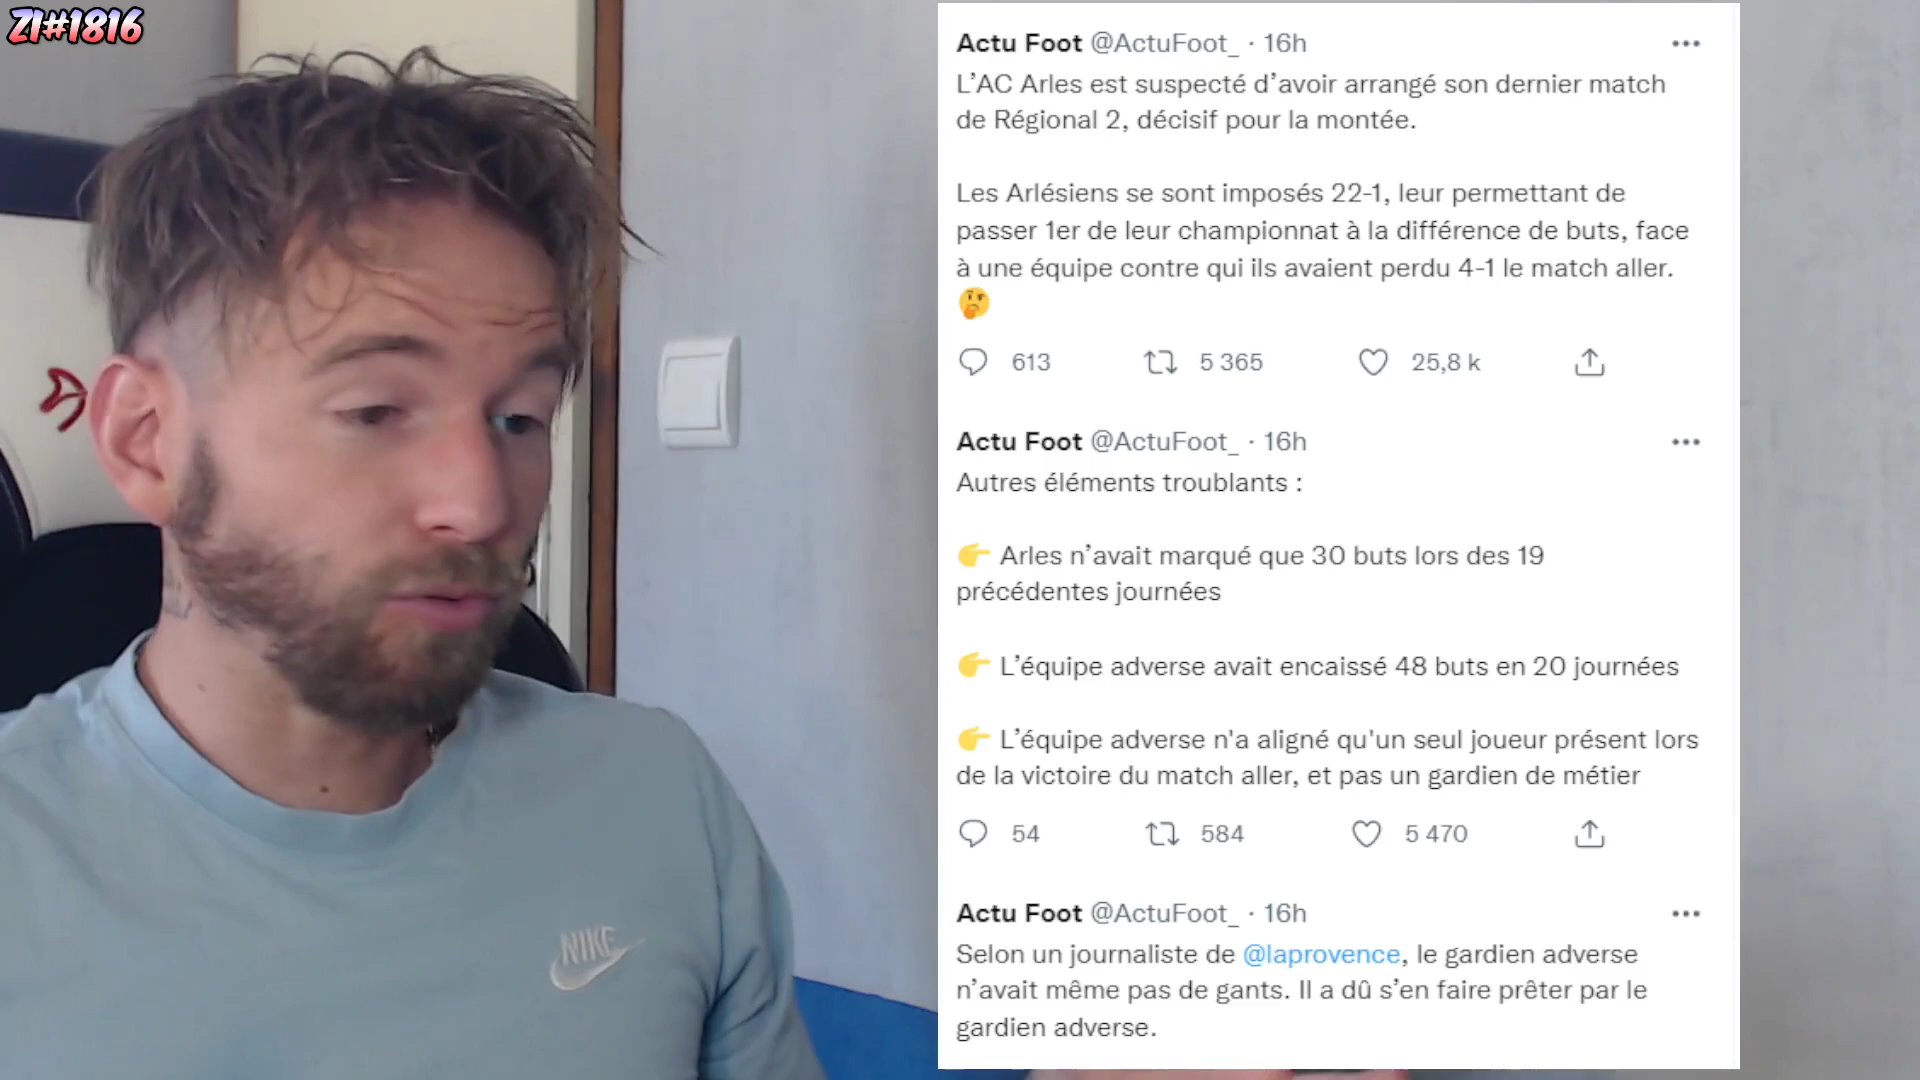 ZI#1816
Actu Foot @ActuFoot_ · 16h
L’AC Arles est suspecté d’avoir arrangé son dernier match
de Régional 2, décisif pour la montée.
Les Arlésiens se sont imposés 22-1, leur permettant de
passer 1er de leur championnat à la différence de buts, face
à une équipe contre qui ils avaient perdu 4-1 le match aller.
🤔
613 5 365 25,8 k
Actu Foot @ActuFoot_ · 16h
Autres éléments troublants :
👉 Arles n’avait marqué que 30 buts lors des 19
précédentes journées
👉 L’équipe adverse avait encaissé 48 buts en 20 journées
👉 L’équipe adverse n'a aligné qu'un seul joueur présent lors
de la victoire du match aller, et pas un gardien de métier
54 584 5 470
Actu Foot @ActuFoot_ · 16h
Selon un journaliste de @laprovence, le gardien adverse
n’avait même pas de gants. Il a dû s’en faire prêter par le
gardien adverse.
NIKE